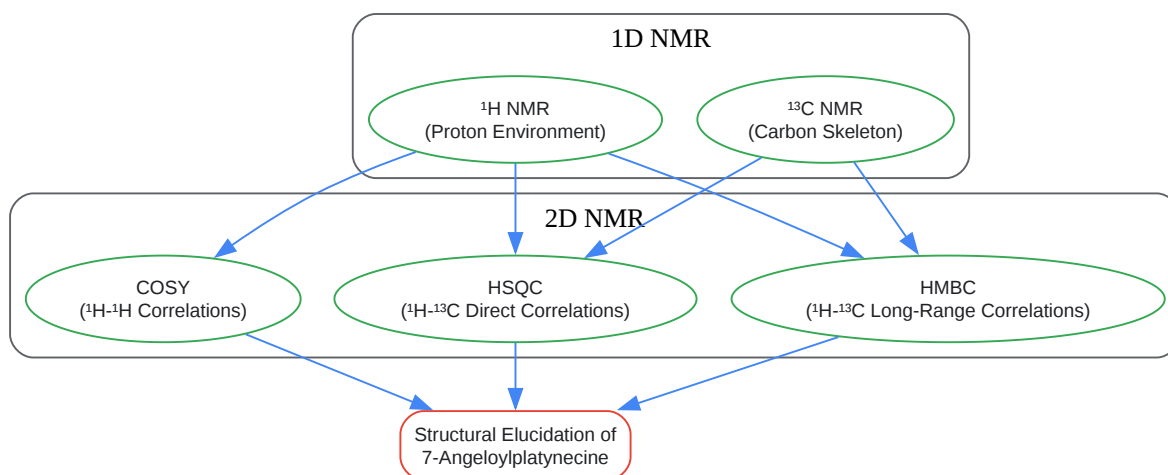 1D NMR
¹H NMR
(Proton Environment)
¹³C NMR
(Carbon Skeleton)
2D NMR
COSY
(¹H-¹H Correlations)
HSQC
(¹H-¹³C Direct Correlations)
HMBC
(¹H-¹³C Long-Range Correlations)
Structural Elucidation of
7-Angeloylplatynecine